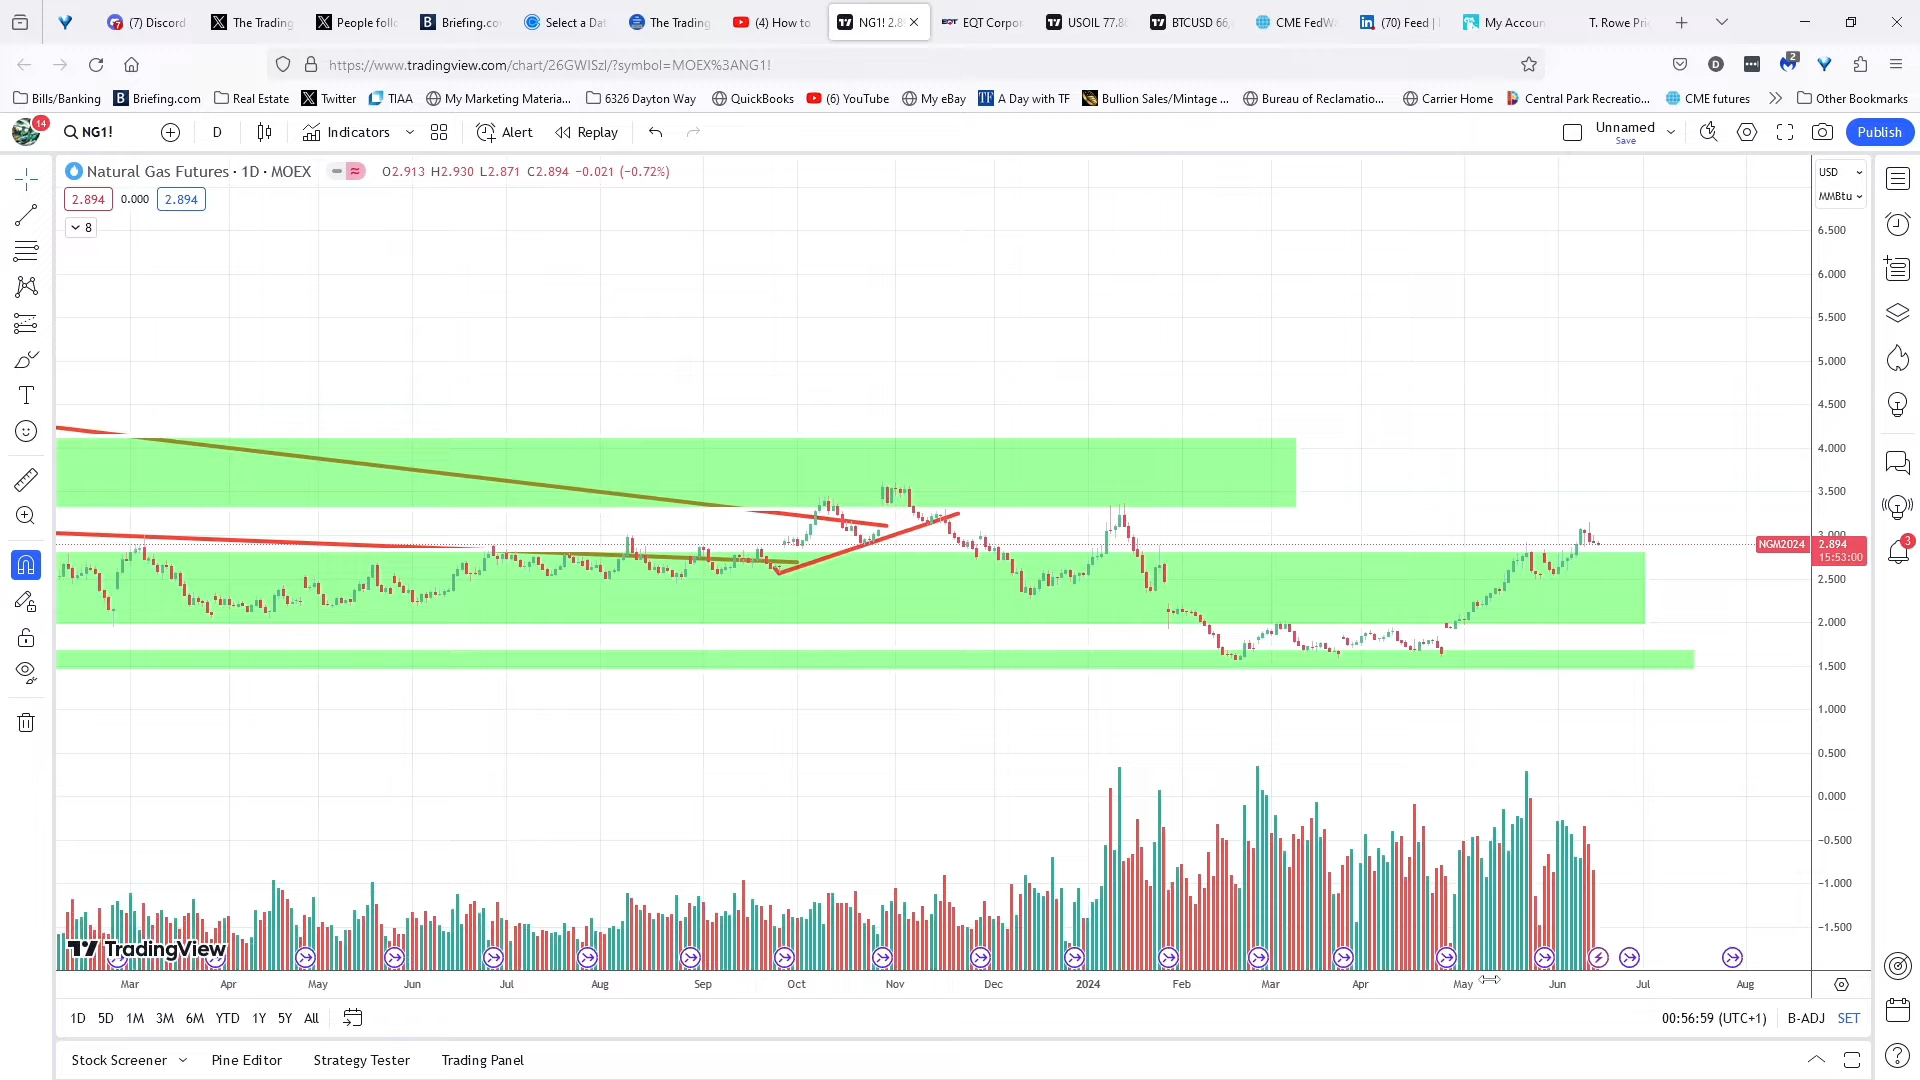 (7) Discord
The Trading
People follo
Briefing.co
Select a Dat
The Trading
(4) How to
NG1! 2.89
EQT Corpor
USOIL 77.8
BTCUSD 66,
CME FedW
(70) Feed |
My Accoun
T. Rowe Pri
https://www.tradingview.com/chart/26GWISzI/?symbol=MOEX%3ANG1!
2
Bills/Banking
Briefing.com
Real Estate
Twitter
TIAA
My Marketing Materia...
6326 Dayton Way
QuickBooks
(6) YouTube
My eBay
A Day with TF
Bullion Sales/Mintage ...
Bureau of Reclamatio...
Carrier Home
Central Park Recreatio...
CME futures
Other Bookmarks
14
NG1!
D
Indicators
Alert
Replay
Unnamed
Save
Publish
Natural Gas Futures · 1D · MOEX
O2.913 H2.930 L2.871 C2.894 −0.021 (−0.72%)
USD
2.894 0.000 2.894
MMBtu
8
6.500
6.000
5.500
5.000
4.500
4.000
3.500
3.000
NGM2024 2.894
15:53:00
3
2.500
2.000
1.500
1.000
0.500
0.000
−0.500
−1.000
−1.500
TradingView
Mar Apr May Jun Jul Aug Sep Oct Nov Dec 2024 Feb Mar Apr May Jun Jul Aug
1D 5D 1M 3M 6M YTD 1Y 5Y All
00:56:59 (UTC+1) B-ADJ SET
Stock Screener Pine Editor Strategy Tester Trading Panel